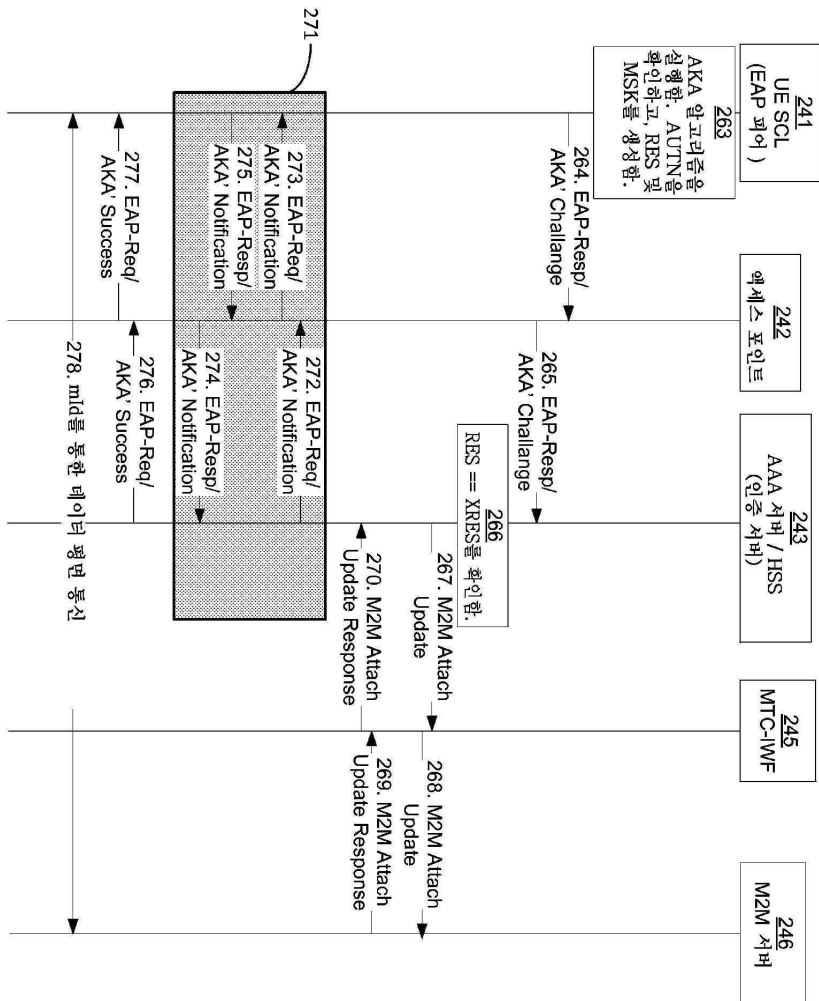 241
UE SCL
(EAP 피어)
242
액세스 포인트
243
AAA 서버 / HSS
(인증 서버)
245
MTC-IWF
246
M2M 서버
263
AKA 알고리즘을
실행함. AUTN을
확인하고, RES 및
MSK를 생성함.
264. EAP-Resp/
AKA' Challange
265. EAP-Resp/
AKA' Challange
266
RES == XRES를 확인함.
267. M2M Attach
Update
268. M2M Attach
Update
269. M2M Attach
Update Response
270. M2M Attach
Update Response
271
272. EAP-Req/
AKA' Notification
273. EAP-Req/
AKA' Notification
275. EAP-Resp/
AKA' Notification
274. EAP-Resp/
AKA' Notification
276. EAP-Req/
AKA' Success
277. EAP-Req/
AKA' Success
278. mId를 통한 데이터 평면 통신